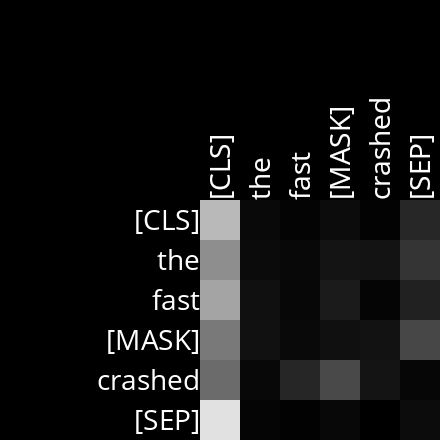 [CLS]
the
fast
[MASK]
crashed
[SEP]
[CLS]
the
fast
[MASK]
crashed
[SEP]